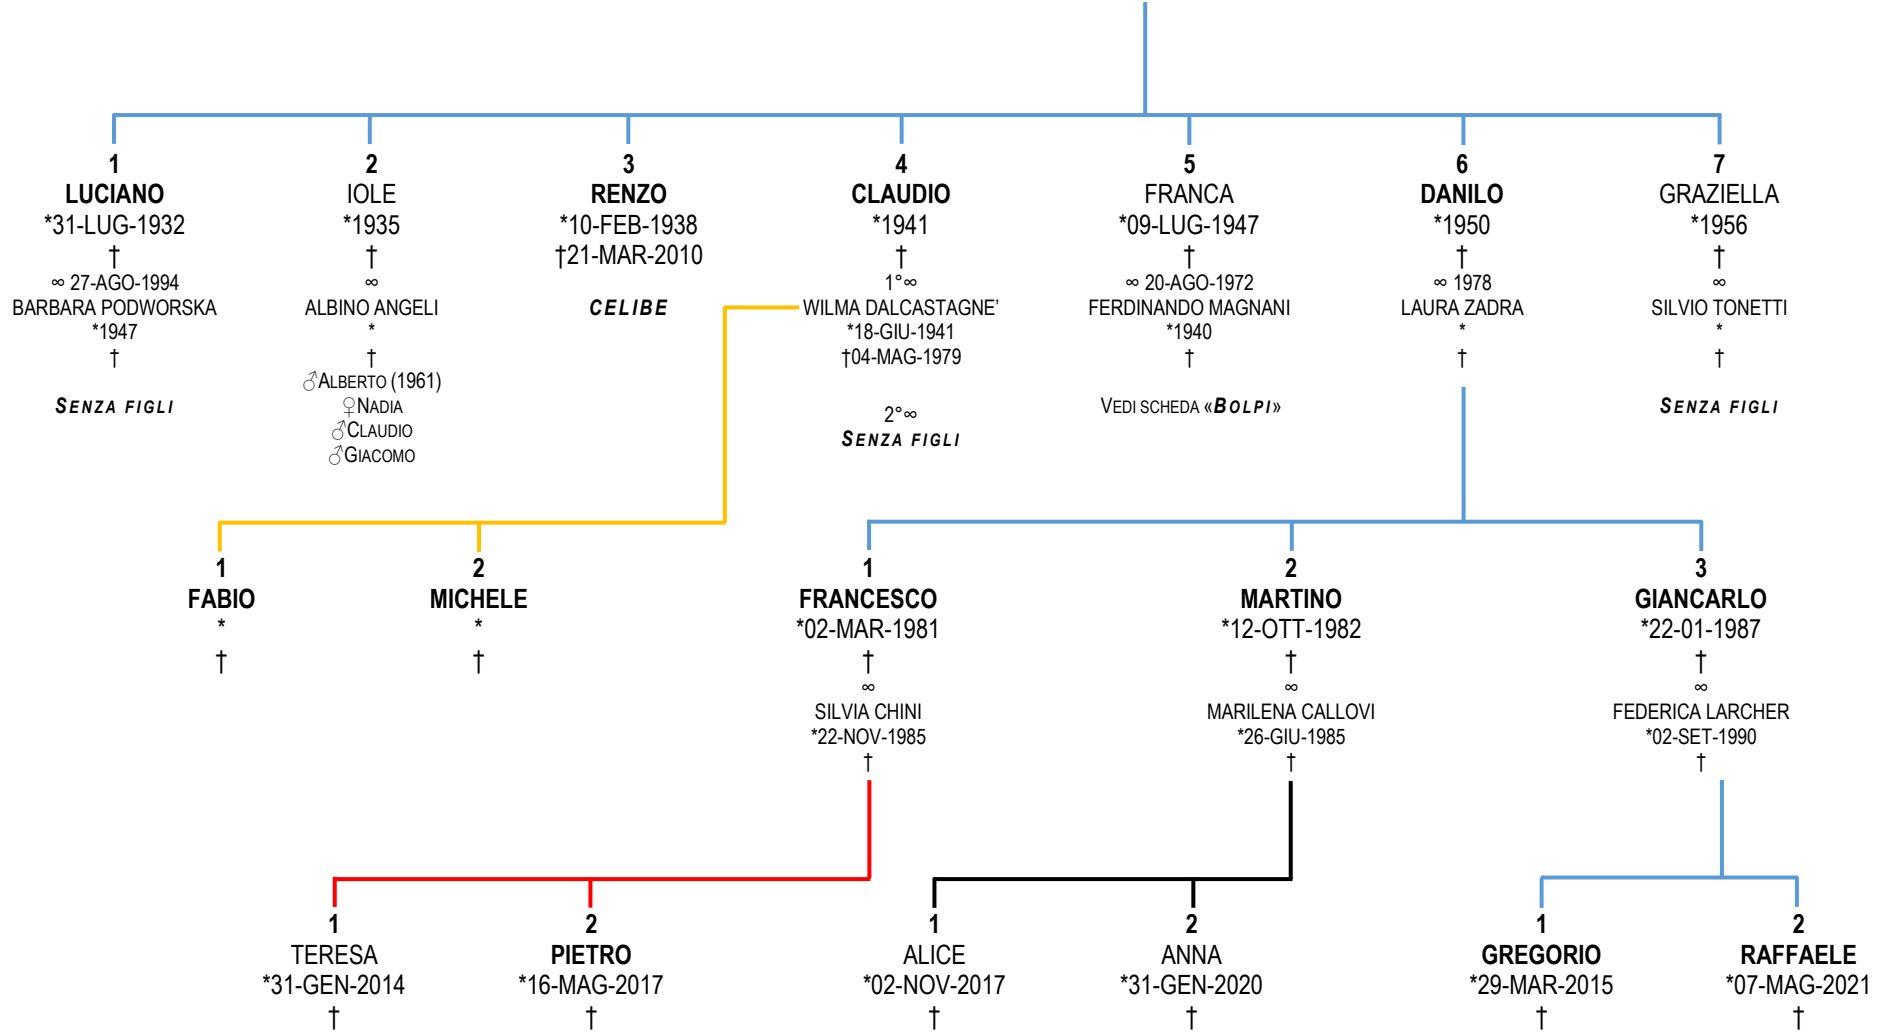 1
LUCIANO
*31-LUG-1932
†
∞ 27-AGO-1994
BARBARA PODWORSKA
*1947
†
SENZA FIGLI
2
IOLE
*1935
†
∞
ALBINO ANGELI
*
†
♂ALBERTO (1961)
♀NADIA
♂CLAUDIO
♂GIACOMO
3
RENZO
*10-FEB-1938
†21-MAR-2010
CELIBE
4
CLAUDIO
*1941
†
1°∞
WILMA DALCASTAGNE’
*18-GIU-1941
†04-MAG-1979
2°∞
SENZA FIGLI
5
FRANCA
*09-LUG-1947
†
∞ 20-AGO-1972
FERDINANDO MAGNANI
*1940
†
VEDI SCHEDA «BOLPI»
6
DANILO
*1950
†
∞ 1978
LAURA ZADRA
*
†
7
GRAZIELLA
*1956
†
∞
SILVIO TONETTI
*
†
SENZA FIGLI
1
FABIO
*
†
2
MICHELE
*
†
1
FRANCESCO
*02-MAR-1981
†
∞
SILVIA CHINI
*22-NOV-1985
†
2
MARTINO
*12-OTT-1982
†
∞
MARILENA CALLOVI
*26-GIU-1985
†
3
GIANCARLO
*22-01-1987
†
∞
FEDERICA LARCHER
*02-SET-1990
†
1
TERESA
*31-GEN-2014
†
2
PIETRO
*16-MAG-2017
†
1
ALICE
*02-NOV-2017
†
2
ANNA
*31-GEN-2020
†
1
GREGORIO
*29-MAR-2015
†
2
RAFFAELE
*07-MAG-2021
†